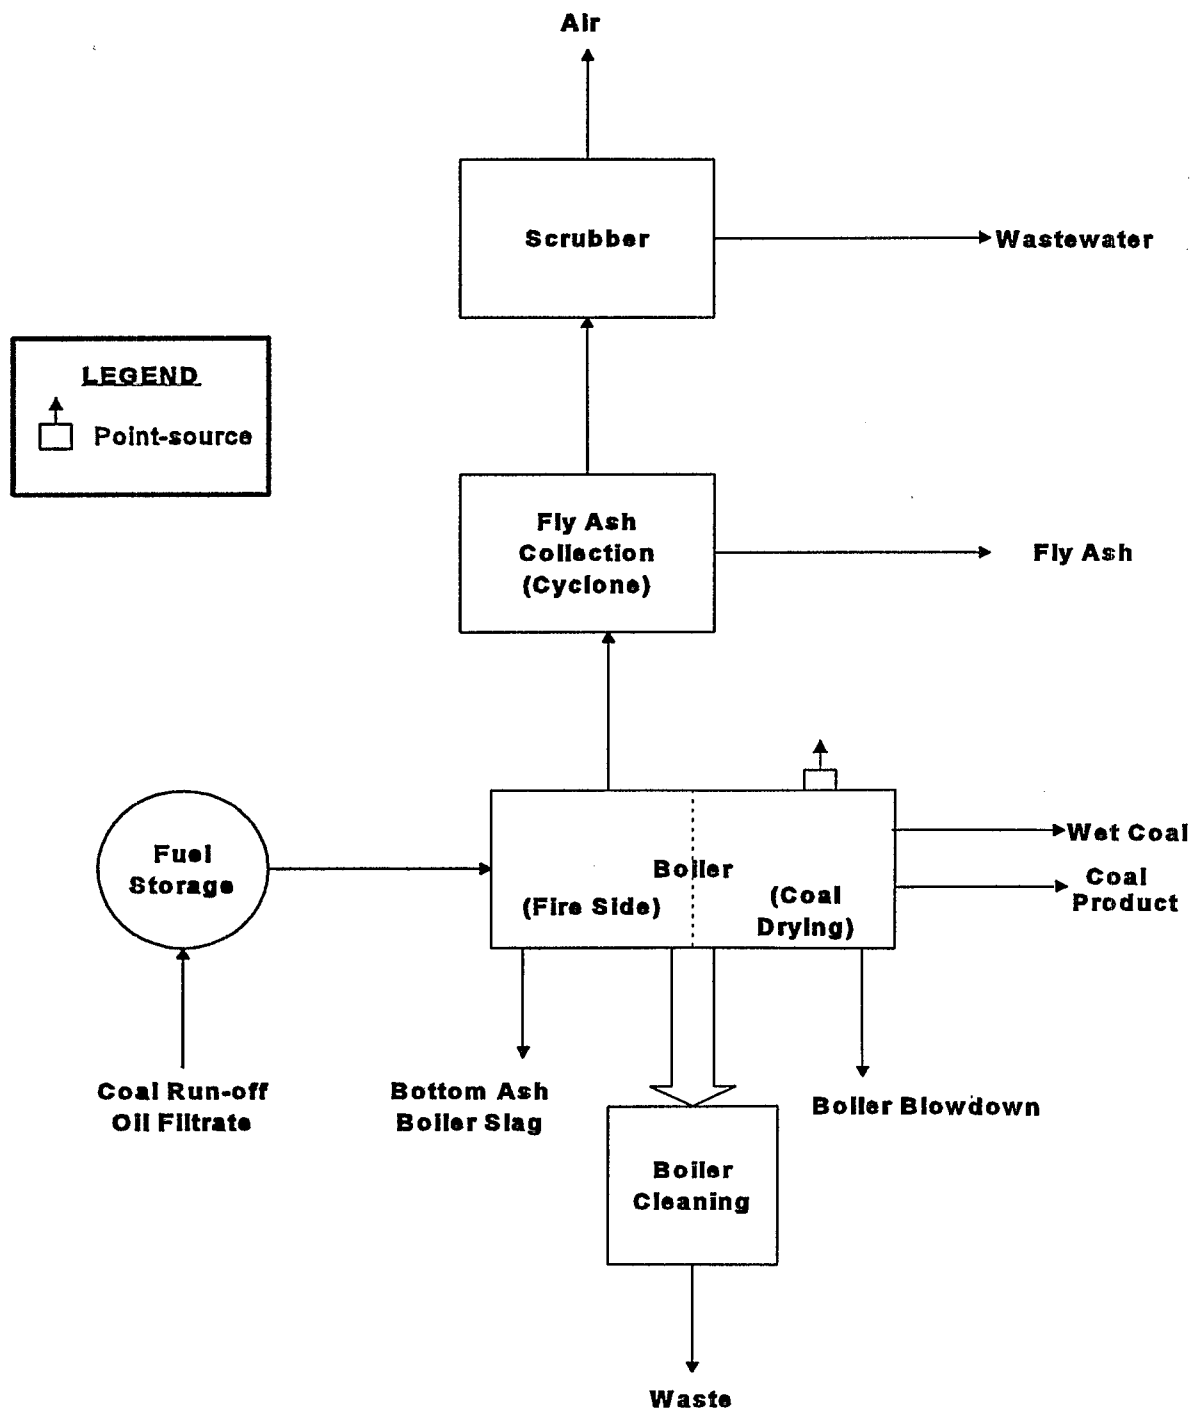 Air
Scrubber
Wastewater
LEGEND
Point-source
Fly Ash
Collection
(Cyclone)
Fly Ash
Fuel
Storage
Boiler
(Fire Side)
(Coal
Drying)
Wet Coal
Coal
Product
Coal Run-off
Oil Filtrate
Bottom Ash
Boiler Slag
Boiler Blowdown
Boiler
Cleaning
Waste